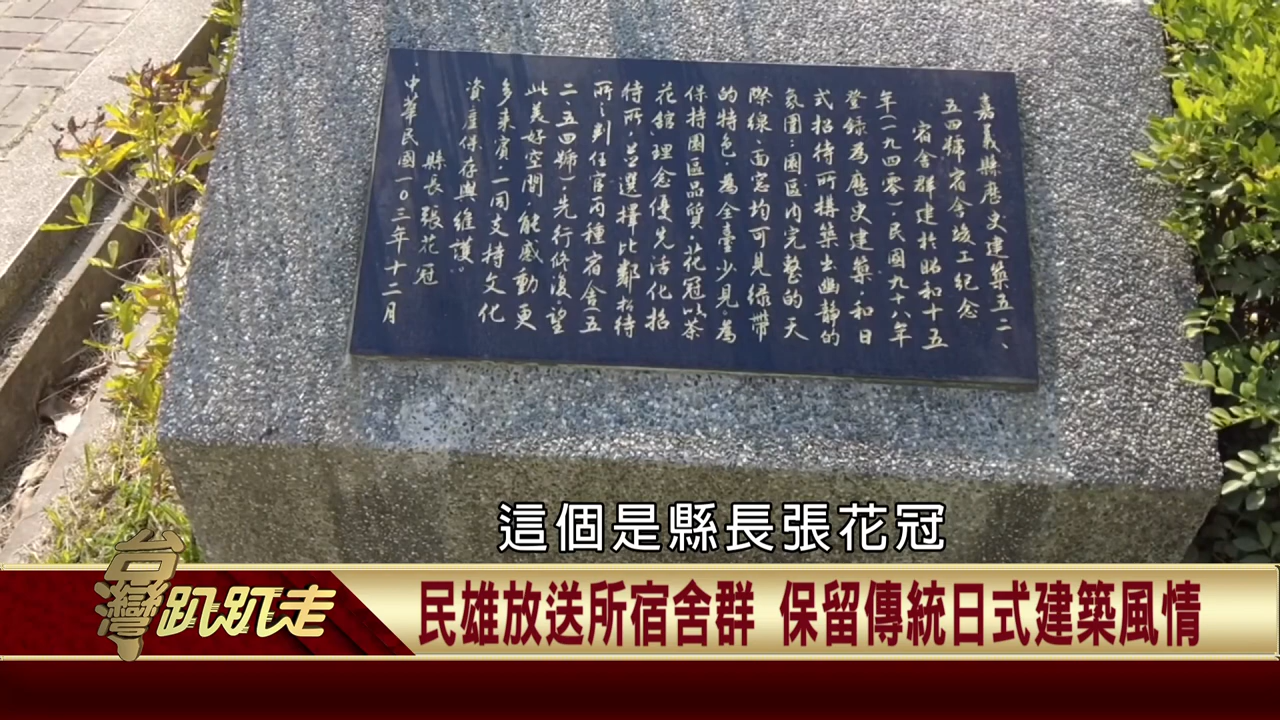 嘉義縣歷史建築五二、
五四號宿舍竣工紀念
宿舍群建於昭和十五
年(一九四零),民國九十八年
登錄為歷史建築,和日
式招待所構築出幽靜的
氛圍;園區內完整的天
際線、面窓均可見綠帶
的特色,為全臺少見。為
保持園區品質,花冠以茶
花館理念優先活化招
待所,並選擇比鄰招待
所之判任官丙種宿舍(五
二、五四號),先行修復,望
此美好空間,能感動更
多來賓,一同支持文化
資產保存與維護。
縣長張花冠
中華民國一〇三年十二月
這個是縣長張花冠
台灣趴趴走
民雄放送所宿舍群 保留傳統日式建築風情